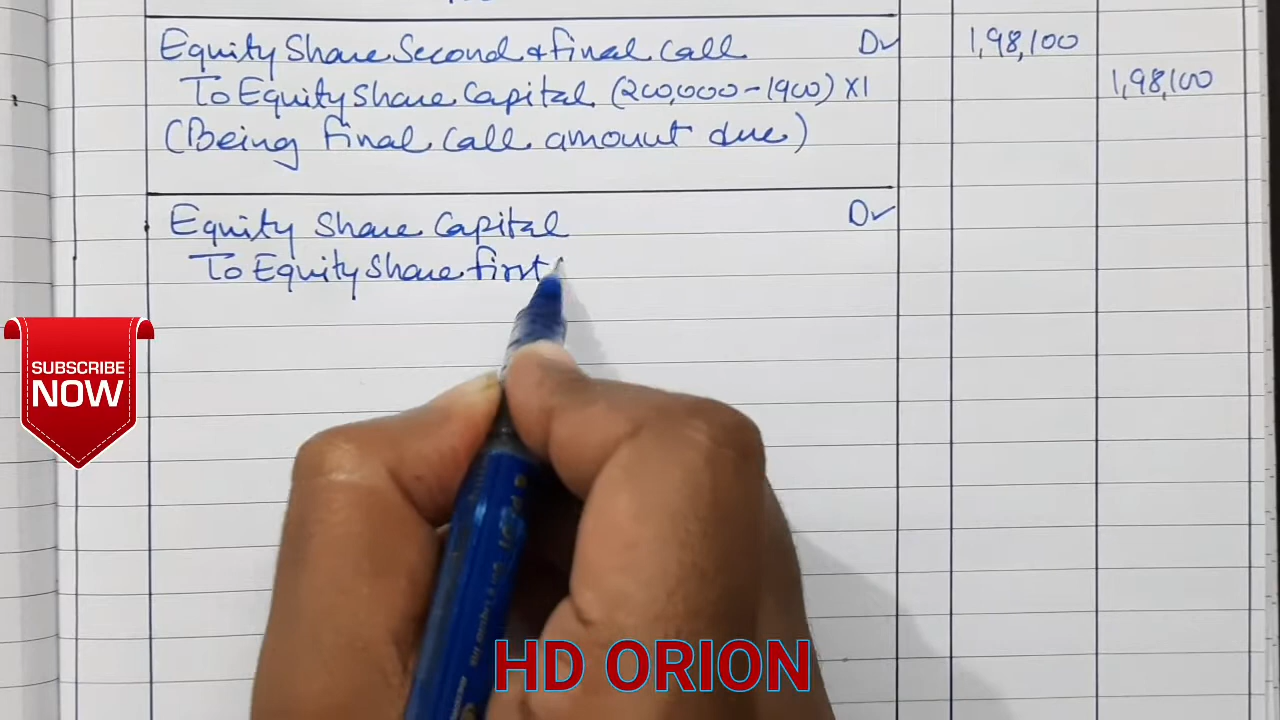 Equity Share Second & final call Dr 1,98,100
To Equity Share Capital (200,000 - 1900) X1 1,98,100
(Being final call amount due)
Equity Share Capital Dr
To Equity Share first
SUBSCRIBE
NOW
HD ORION